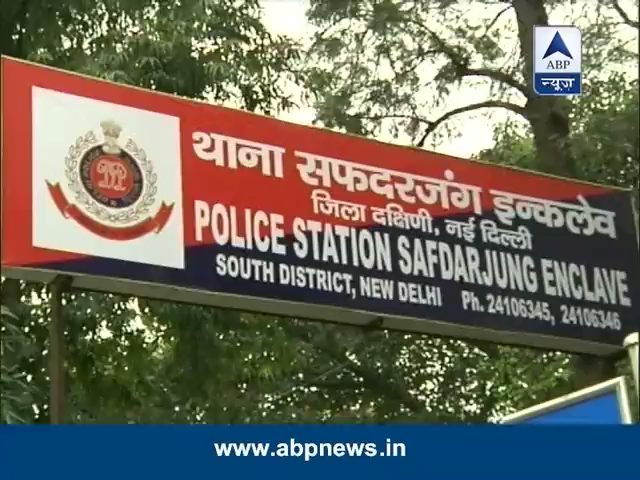 ABP
न्यूज़
थाना सफदरजंग इन्कलेव
जिला दक्षिणी, नई दिल्ली
POLICE STATION SAFDARJUNG ENCLAVE
SOUTH DISTRICT, NEW DELHI Ph. 24106345, 24106346
DP
www.abpnews.in